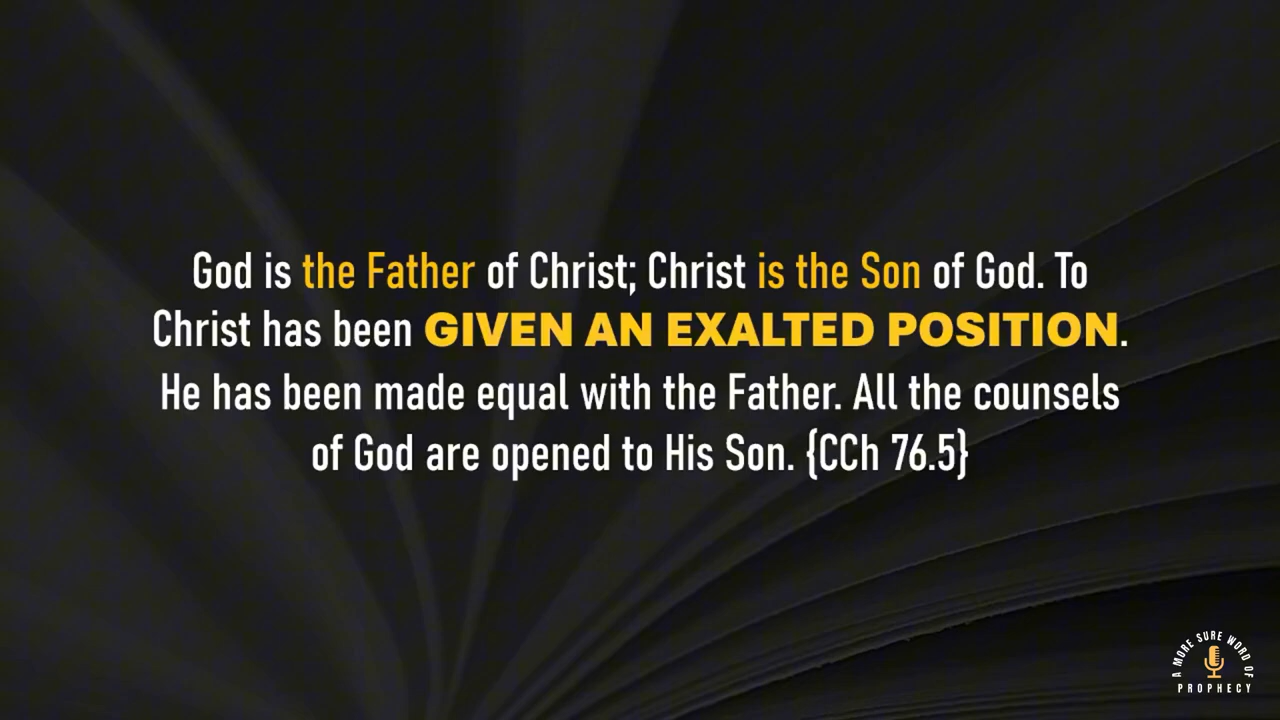 God is the Father of Christ; Christ is the Son of God. To
Christ has been GIVEN AN EXALTED POSITION.
He has been made equal with the Father. All the counsels
of God are opened to His Son. {CCh 76.5}
A MORE SURE WORD OF
PROPHECY